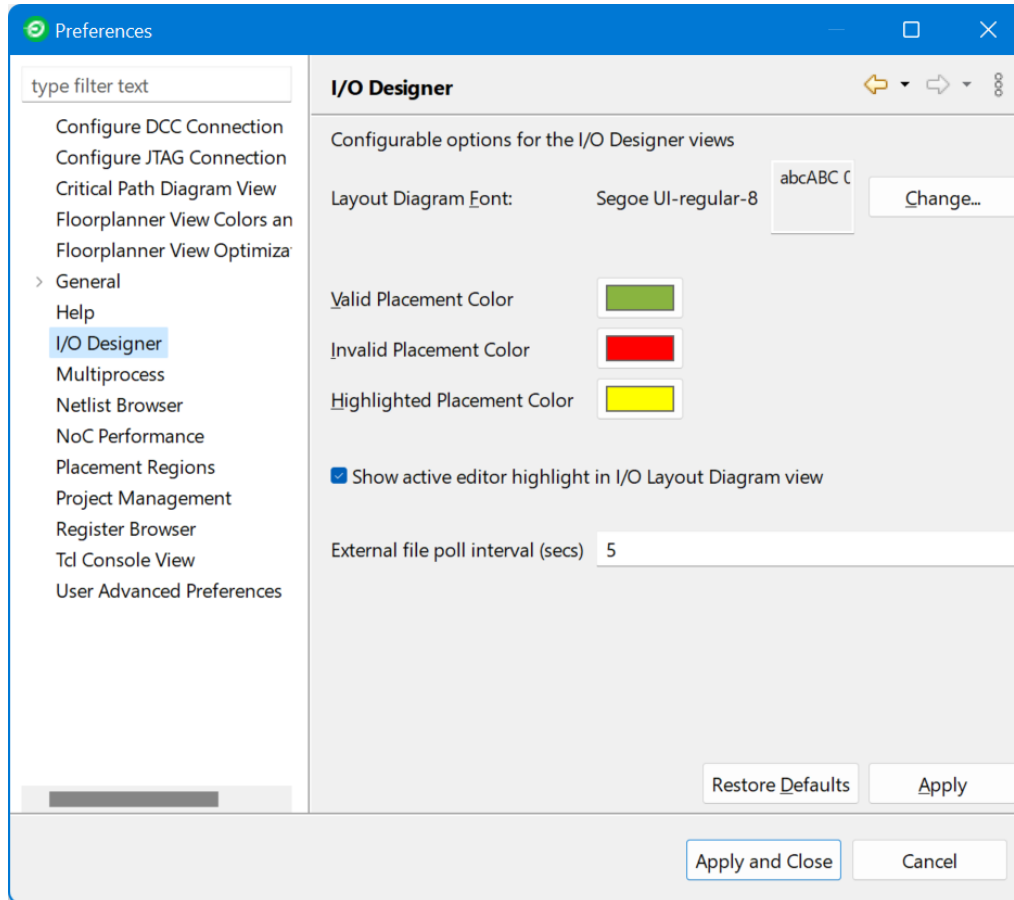 Preferences
type filter text
Configure DCC Connection
Configure JTAG Connection
Critical Path Diagram View
Floorplanner View Colors an
Floorplanner View Optimiza
General
Help
I/O Designer
Multiprocess
Netlist Browser
NoC Performance
Placement Regions
Project Management
Register Browser
Tcl Console View
User Advanced Preferences
I/O Designer
Configurable options for the I/O Designer views
Layout Diagram Font: Segoe UI-regular-8 abcABC 0 Change...
Valid Placement Color
Invalid Placement Color
Highlighted Placement Color
Show active editor highlight in I/O Layout Diagram view
External file poll interval (secs) 5
Restore Defaults Apply
Apply and Close Cancel